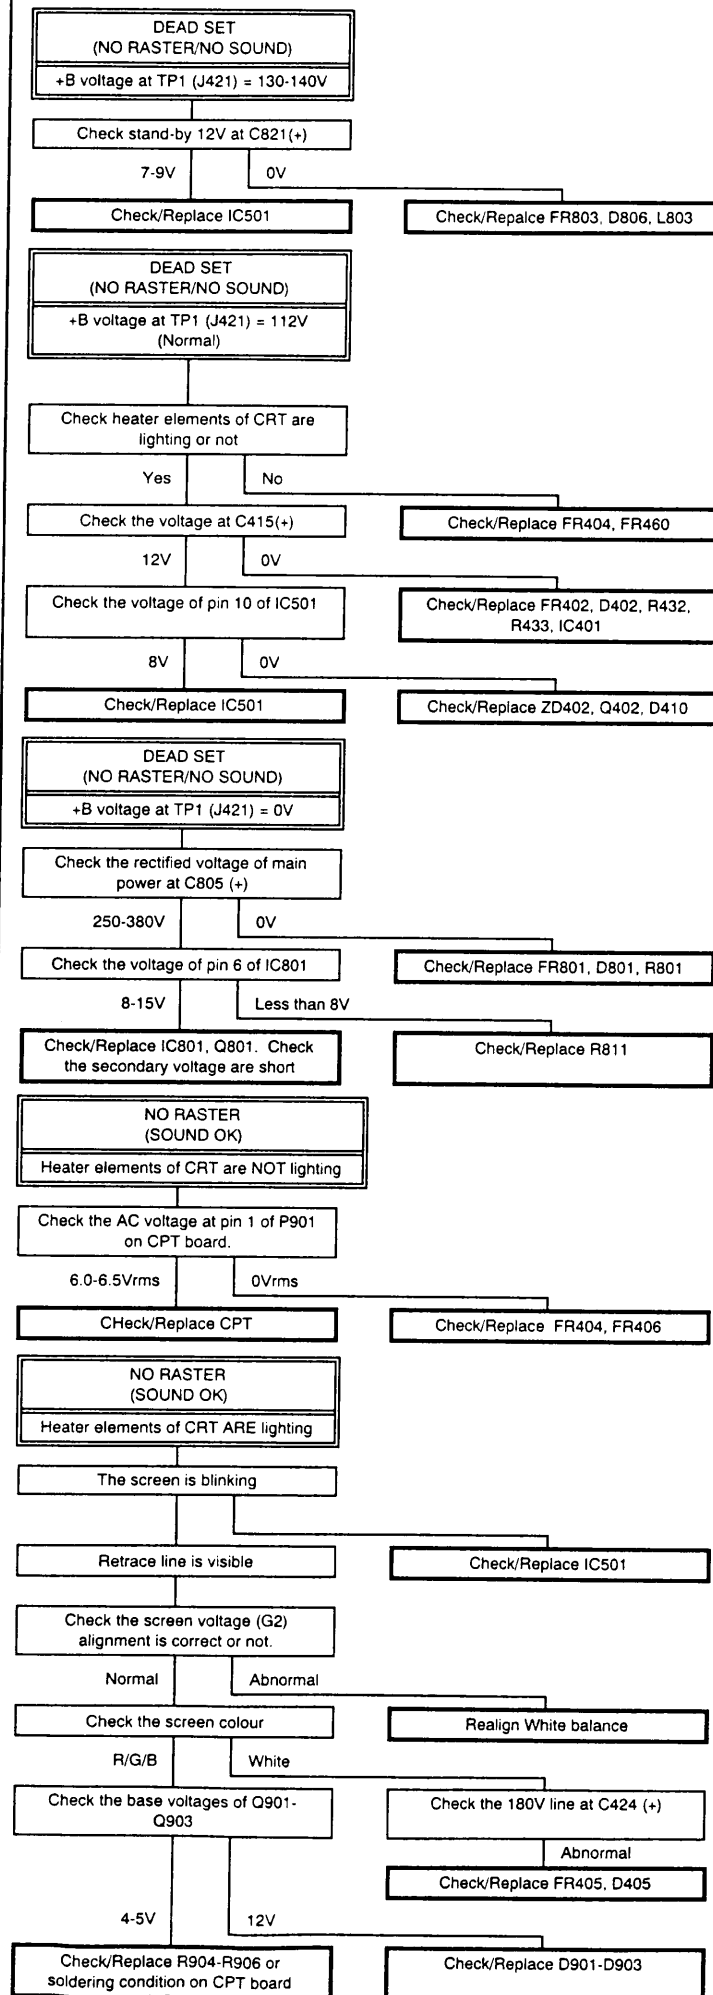 DEAD SET
(NO RASTER/NO SOUND)
+B voltage at TP1 (J421) = 130-140V
Check stand-by 12V at C821(+)
7-9V
0V
Check/Replace IC501
Check/Repalce FR803, D806, L803
DEAD SET
(NO RASTER/NO SOUND)
+B voltage at TP1 (J421) = 112V
(Normal)
Check heater elements of CRT are
lighting or not
Yes
No
Check the voltage at C415(+)
Check/Replace FR404, FR460
12V
0V
Check the voltage of pin 10 of IC501
Check/Replace FR402, D402, R432,
R433, IC401
8V
0V
Check/Replace IC501
Check/Replace ZD402, Q402, D410
DEAD SET
(NO RASTER/NO SOUND)
+B voltage at TP1 (J421) = 0V
Check the rectified voltage of main
power at C805 (+)
250-380V
0V
Check the voltage of pin 6 of IC801
Check/Replace FR801, D801, R801
8-15V
Less than 8V
Check/Replace IC801, Q801. Check
the secondary voltage are short
Check/Replace R811
NO RASTER
(SOUND OK)
Heater elements of CRT are NOT lighting
Check the AC voltage at pin 1 of P901
on CPT board.
6.0-6.5Vrms
0Vrms
CHeck/Replace CPT
Check/Replace FR404, FR406
NO RASTER
(SOUND OK)
Heater elements of CRT ARE lighting
The screen is blinking
Retrace line is visible
Check/Replace IC501
Check the screen voltage (G2)
alignment is correct or not.
Normal
Abnormal
Check the screen colour
Realign White balance
R/G/B
White
Check the base voltages of Q901-
Q903
Check the 180V line at C424 (+)
Abnormal
Check/Replace FR405, D405
4-5V
12V
Check/Replace R904-R906 or
soldering condition on CPT board
Check/Replace D901-D903